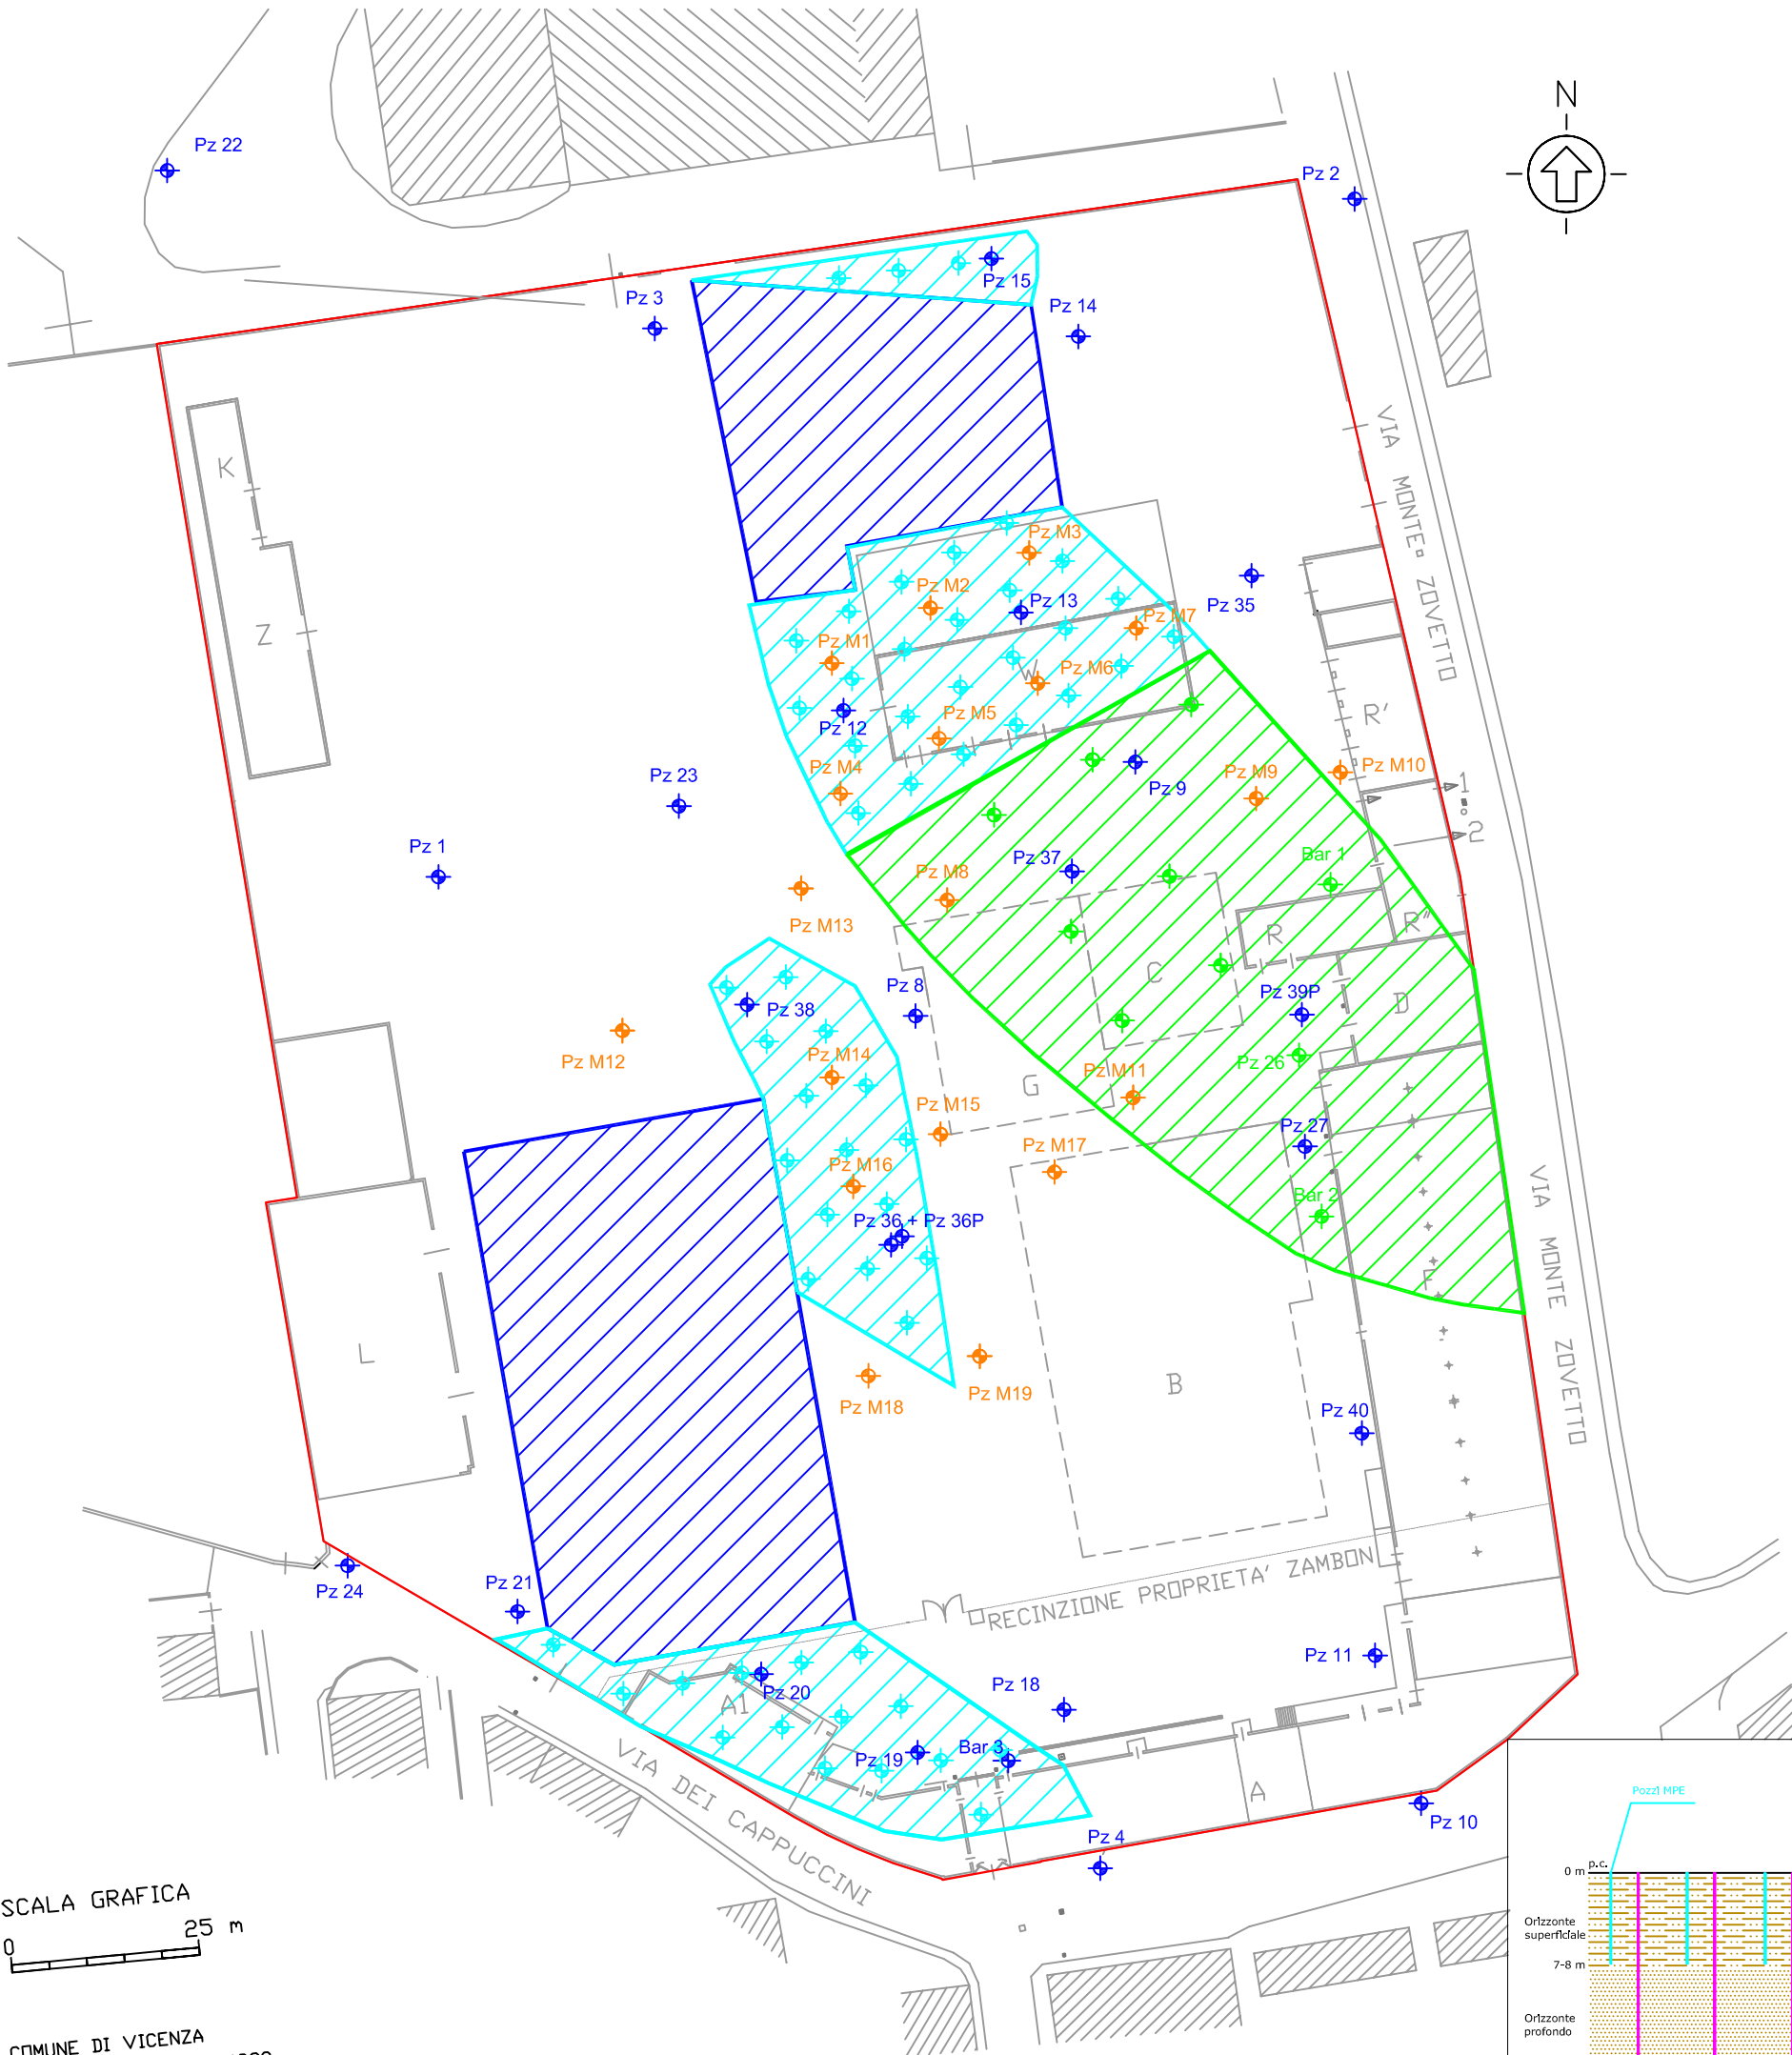 N
Pz 22
Pz 2
Pz 15
Pz 3
Pz 14
VIA MONTE ZOVETTO
K
Pz M3
Pz M2
Pz 13
Pz 35
Z
Pz M1
Pz M7
W
Pz M6
Pz 12
Pz M5
R'
Pz M4
Pz 23
Pz 9
Pz M9
Pz M10
1
2
Pz 1
Pz 37
Bar 1
Pz M8
Pz M13
R
R"
C
Pz 8
Pz 38
Pz 39P
D
Pz M12
Pz M14
Pz 26
G
Pz M11
Pz M15
Pz 27
Pz M17
Pz M16
Bar 2
VIA MONTE ZOVETTO
Pz 36 + Pz 36P
L
Pz M19
B
Pz M18
Pz 40
Pz 21
Pz 24
RECINZIONE PROPRIETA' ZAMBON
Pz 11
Pz 20
A1
Pz 18
Pz 19
Bar 3
VIA DEI CAPPUCCINI
A
Pz 4
Pz 10
Pozzi MPE
0 m
p.c.
Orizzonte
superficiale
7-8 m
Orizzonte
profondo
SCALA GRAFICA
0
25 m
COMUNE DI VICENZA